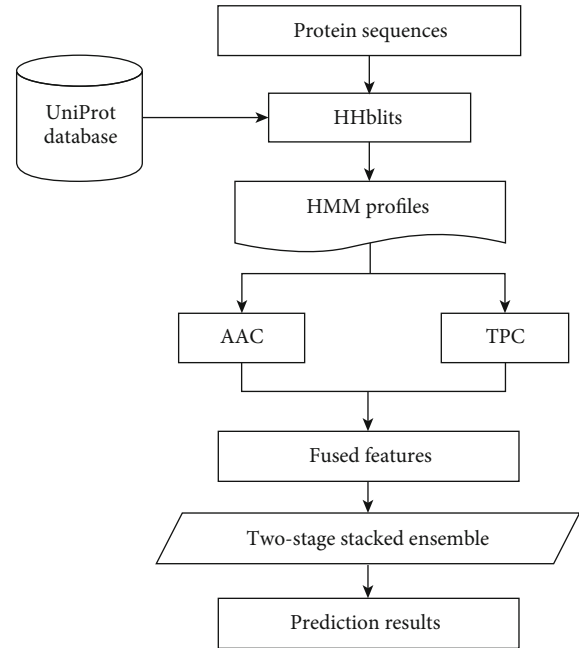 Protein sequences
UniProt
database
HHblits
HMM profiles
AAC
TPC
Fused features
Two-stage stacked ensemble
Prediction results